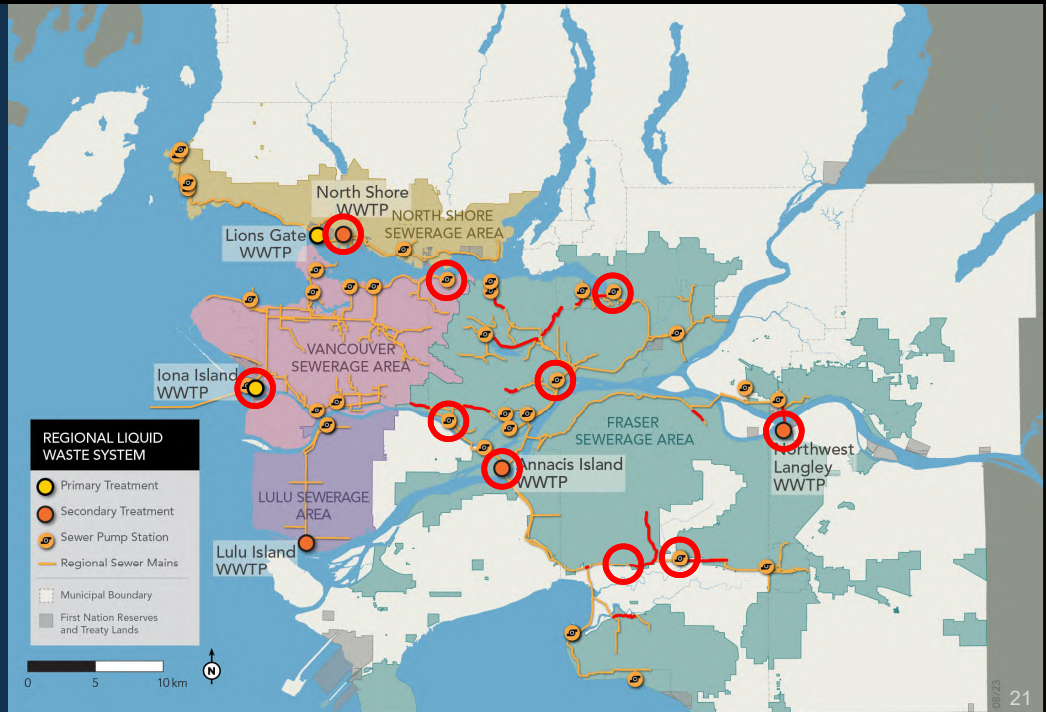 North Shore
WWTP
NORTH SHORE
SEWERAGE AREA
Lions Gate
WWTP
VANCOUVER
SEWERAGE AREA
Iona Island
WWTP
FRASER
SEWERAGE AREA
Northwest
Langley
WWTP
Annacis Island
WWTP
LULU SEWERAGE
AREA
Lulu Island
WWTP
REGIONAL LIQUID
WASTE SYSTEM
Primary Treatment
Secondary Treatment
Sewer Pump Station
Regional Sewer Mains
Municipal Boundary
First Nation Reserves
and Treaty Lands
N
0 5 10 km
08/23
21